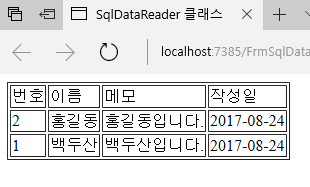 SqlDataReader 클래스
localhost:7385/FrmSqlData
번호 이름 메모 작성일
2 홍길동 홍길동입니다. 2017-08-24
1 백두산 백두산입니다. 2017-08-24